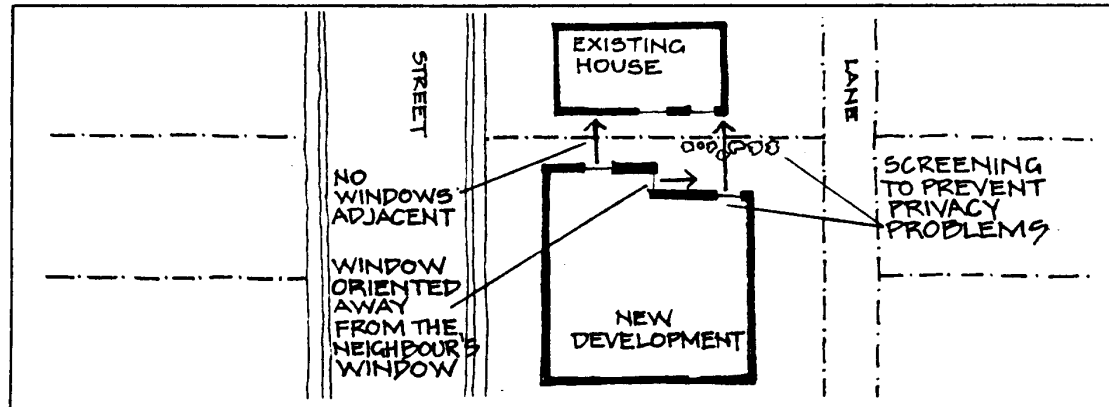 EXISTING
HOUSE
STREET
LANE
NO
WINDOWS
ADJACENT
SCREENING
TO PREVENT
PRIVACY
PROBLEMS
WINDOW
ORIENTED
AWAY
FROM THE
NEIGHBOUR'S
WINDOW
NEW
DEVELOPMENT